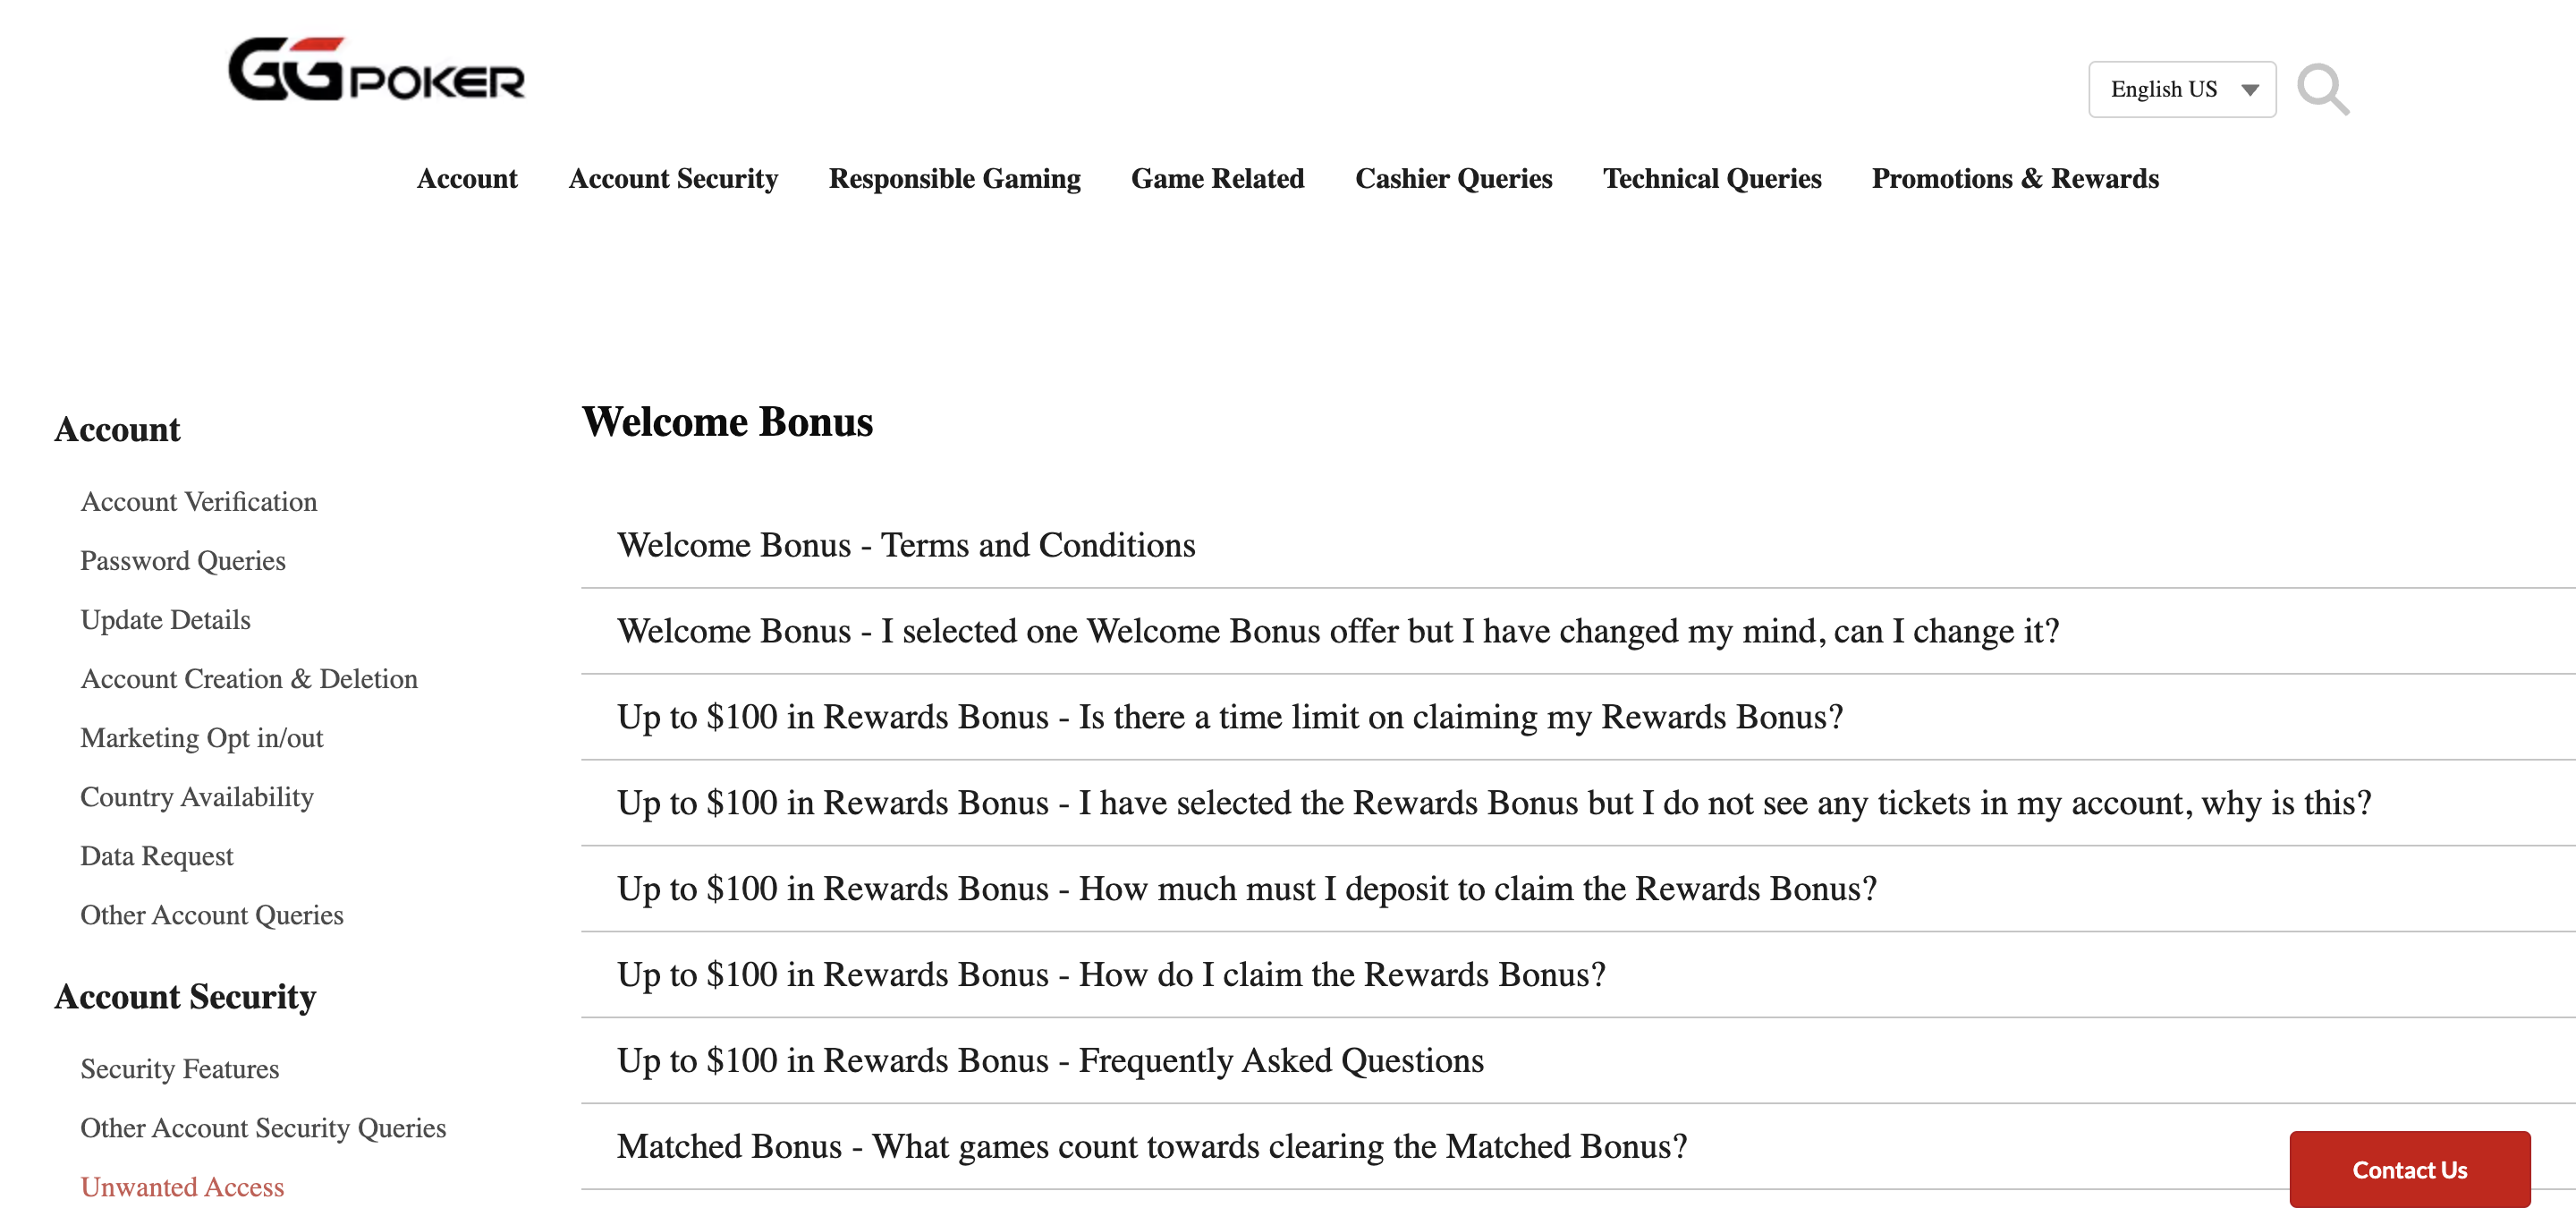 GGPOKER
English US
Account Account Security Responsible Gaming Game Related Cashier Queries Technical Queries Promotions & Rewards
Account
Account Verification
Password Queries
Update Details
Account Creation & Deletion
Marketing Opt in/out
Country Availability
Data Request
Other Account Queries
Account Security
Security Features
Other Account Security Queries
Unwanted Access
Welcome Bonus
Welcome Bonus - Terms and Conditions
Welcome Bonus - I selected one Welcome Bonus offer but I have changed my mind, can I change it?
Up to $100 in Rewards Bonus - Is there a time limit on claiming my Rewards Bonus?
Up to $100 in Rewards Bonus - I have selected the Rewards Bonus but I do not see any tickets in my account, why is this?
Up to $100 in Rewards Bonus - How much must I deposit to claim the Rewards Bonus?
Up to $100 in Rewards Bonus - How do I claim the Rewards Bonus?
Up to $100 in Rewards Bonus - Frequently Asked Questions
Matched Bonus - What games count towards clearing the Matched Bonus?
Contact Us